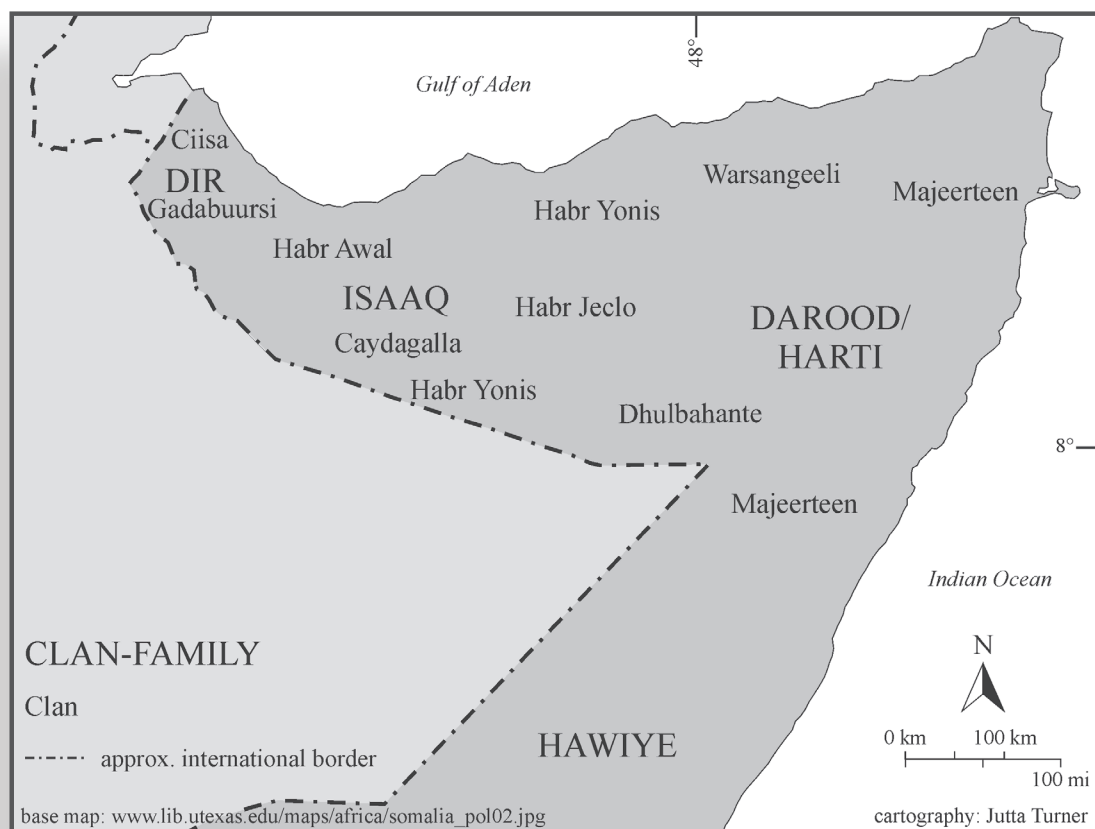 48°
Gulf of Aden
Ciisa
DIR
Gadabuursi
Warsangeeli
Majeerteen
Habr Yonis
Habr Awal
ISAAQ
Habr Jeclo
DAROOD/
HARTI
Caydagalla
Habr Yonis
Dhulbahante
8°
Majeerteen
Indian Ocean
CLAN-FAMILY
Clan
approx. international border
HAWIYE
N
0 km 100 km
100 mi
base map: www.lib.utexas.edu/maps/africa/somalia_pol02.jpg
cartography: Jutta Turner